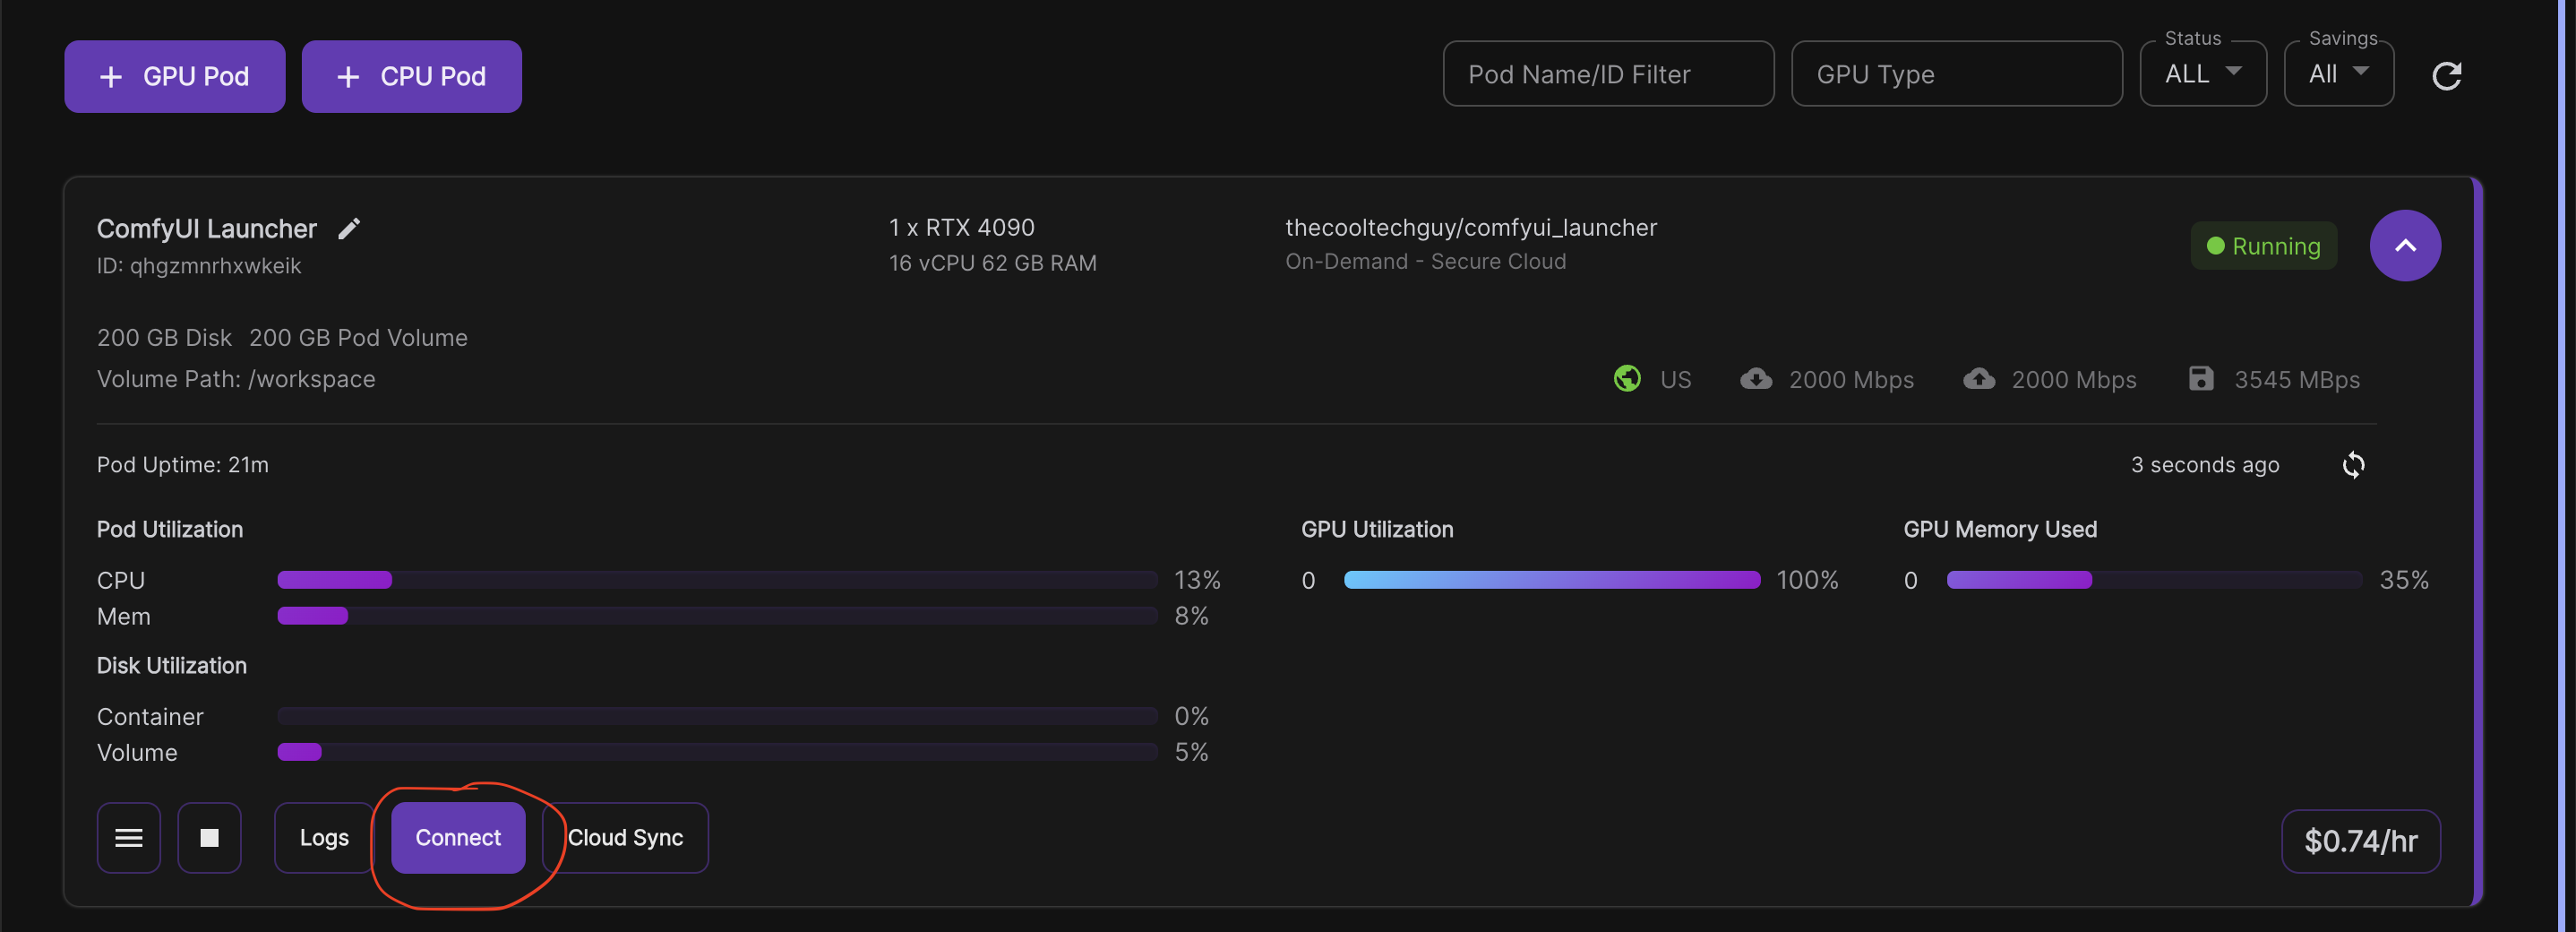 + GPU Pod
+ CPU Pod
Pod Name/ID Filter
GPU Type
Status
ALL
Savings
All
ComfyUI Launcher
ID: qhgzmnrhxwkeik
1 x RTX 4090
16 vCPU 62 GB RAM
thecooltechguy/comfyui_launcher
On-Demand - Secure Cloud
Running
200 GB Disk 200 GB Pod Volume
Volume Path: /workspace
US
2000 Mbps
2000 Mbps
3545 MBps
Pod Uptime: 21m
3 seconds ago
Pod Utilization
CPU 13%
Mem 8%
Disk Utilization
Container 0%
Volume 5%
GPU Utilization
0 100%
GPU Memory Used
0 35%
Logs
Connect
Cloud Sync
$0.74/hr